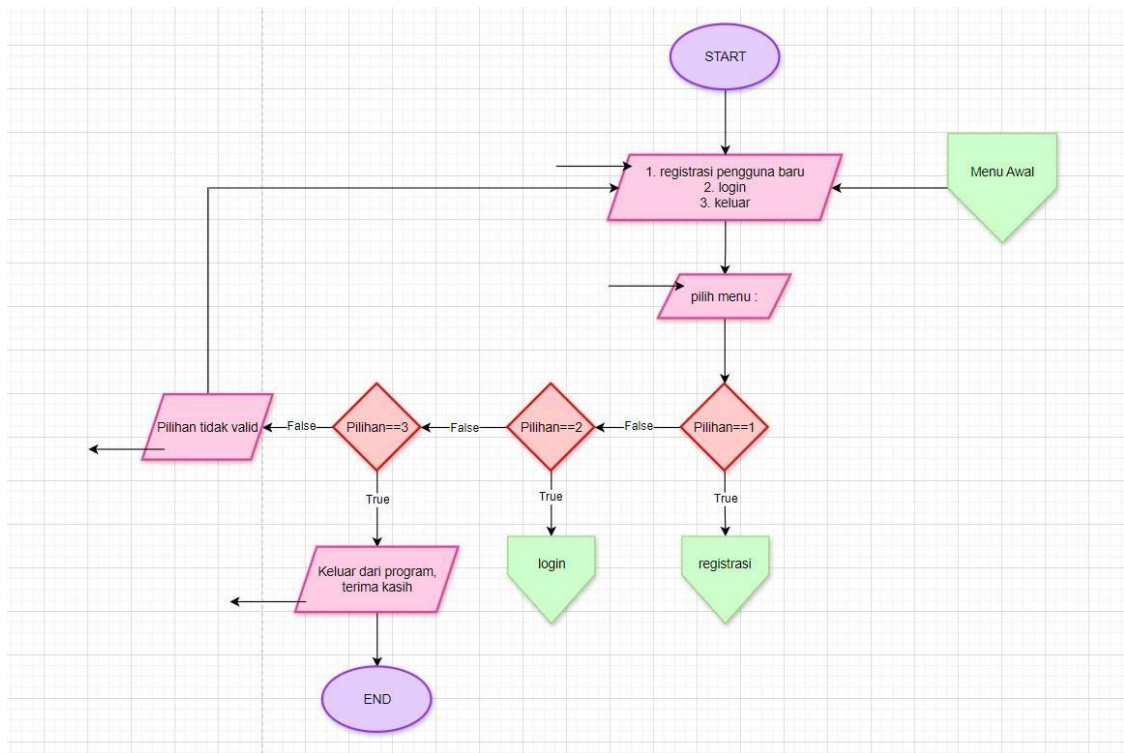 START
1. registrasi pengguna baru
2. login
3. keluar
Menu Awal
pilih menu :
Pilihan tidak valid
False
Pilihan==3
False
Pilihan==2
False
Pilihan==1
True
True
True
Keluar dari program,
terima kasih
login
registrasi
END